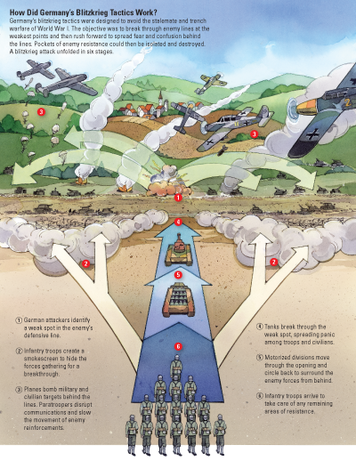 How Did Germany's Blitzkrieg Tactics Work?
Germany's blitzkrieg tactics were designed to avoid the stalemate and trench
warfare of World War I. The objective was to break through enemy lines at the
weakest points and then rush forward to spread fear and confusion behind
the lines. Pockets of enemy resistance could then be isolated and destroyed.
A blitzkrieg attack unfolded in six stages.
3
3
1
4
2
2
5
6
1 German attackers identify
a weak spot in the enemy's
defensive line.
2 Infantry troops create a
smokescreen to hide the
forces gathering for a
breakthrough.
3 Planes bomb military and
civilian targets behind the
lines. Paratroopers disrupt
communications and slow
the movement of enemy
reinforcements.
4 Tanks break through the
weak spot, spreading panic
among troops and civilians.
5 Motorized divisions move
through the opening and
circle back to surround the
enemy forces from behind.
6 Infantry troops arrive to
take care of any remaining
areas of resistance.